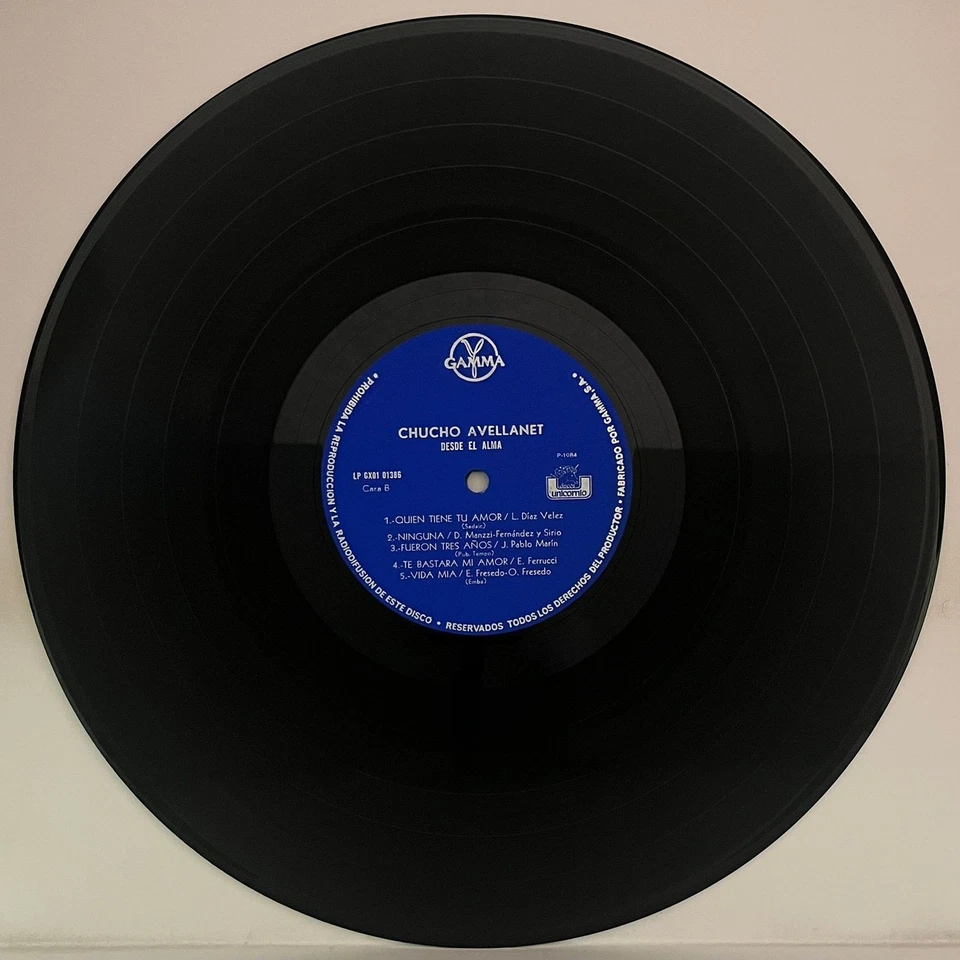 GAMMA
CHUCHO AVELLANET
DESDE EL ALMA
P-1984
LP GX01 01386
Cara B
discos
unicornio
1.-QUIEN TIENE TU AMOR / L. Díaz Velez
(Sadaic)
2.-NINGUNA / D. Manzzi-Fernández y Sirio
3.-FUERON TRES AÑOS / J. Pablo Marín
(Pub. Tempo)
4.-TE BASTARA MI AMOR / E. Ferrucci
5.-VIDA MIA / E. Fresedo-O. Fresedo
(Emba)
• PROHIBIDA LA REPRODUCCION Y LA RADIODIFUSION DE ESTE DISCO • RESERVADOS TODOS LOS DERECHOS DEL PRODUCTOR • FABRICADO POR GAMMA, S.A. •